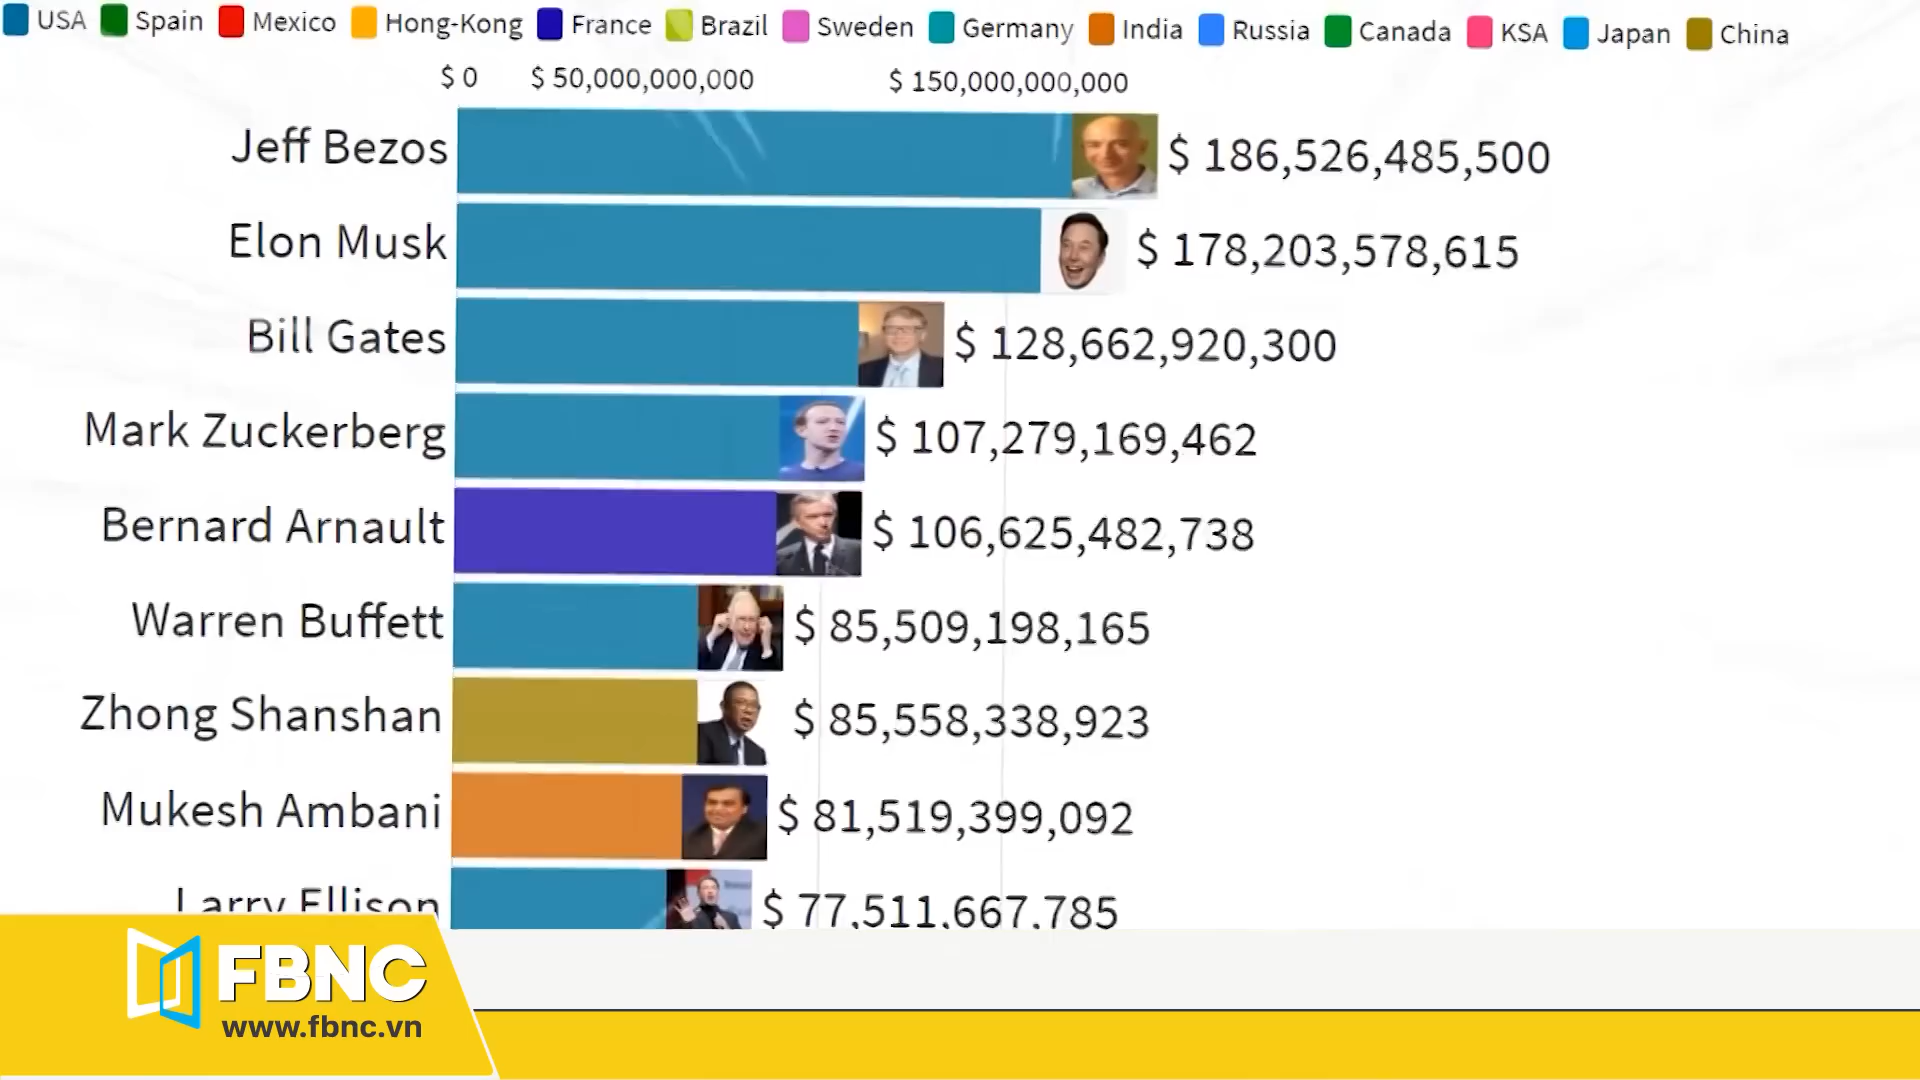 USA Spain Mexico Hong-Kong France Brazil Sweden Germany India Russia Canada KSA Japan China
$ 0 $ 50,000,000,000 $ 150,000,000,000
Jeff Bezos $ 186,526,485,500
Elon Musk $ 178,203,578,615
Bill Gates $ 128,662,920,300
Mark Zuckerberg $ 107,279,169,462
Bernard Arnault $ 106,625,482,738
Warren Buffett $ 85,509,198,165
Zhong Shanshan $ 85,558,338,923
Mukesh Ambani $ 81,519,399,092
Larry Ellison $ 77,511,667,785
FBNC
www.fbnc.vn